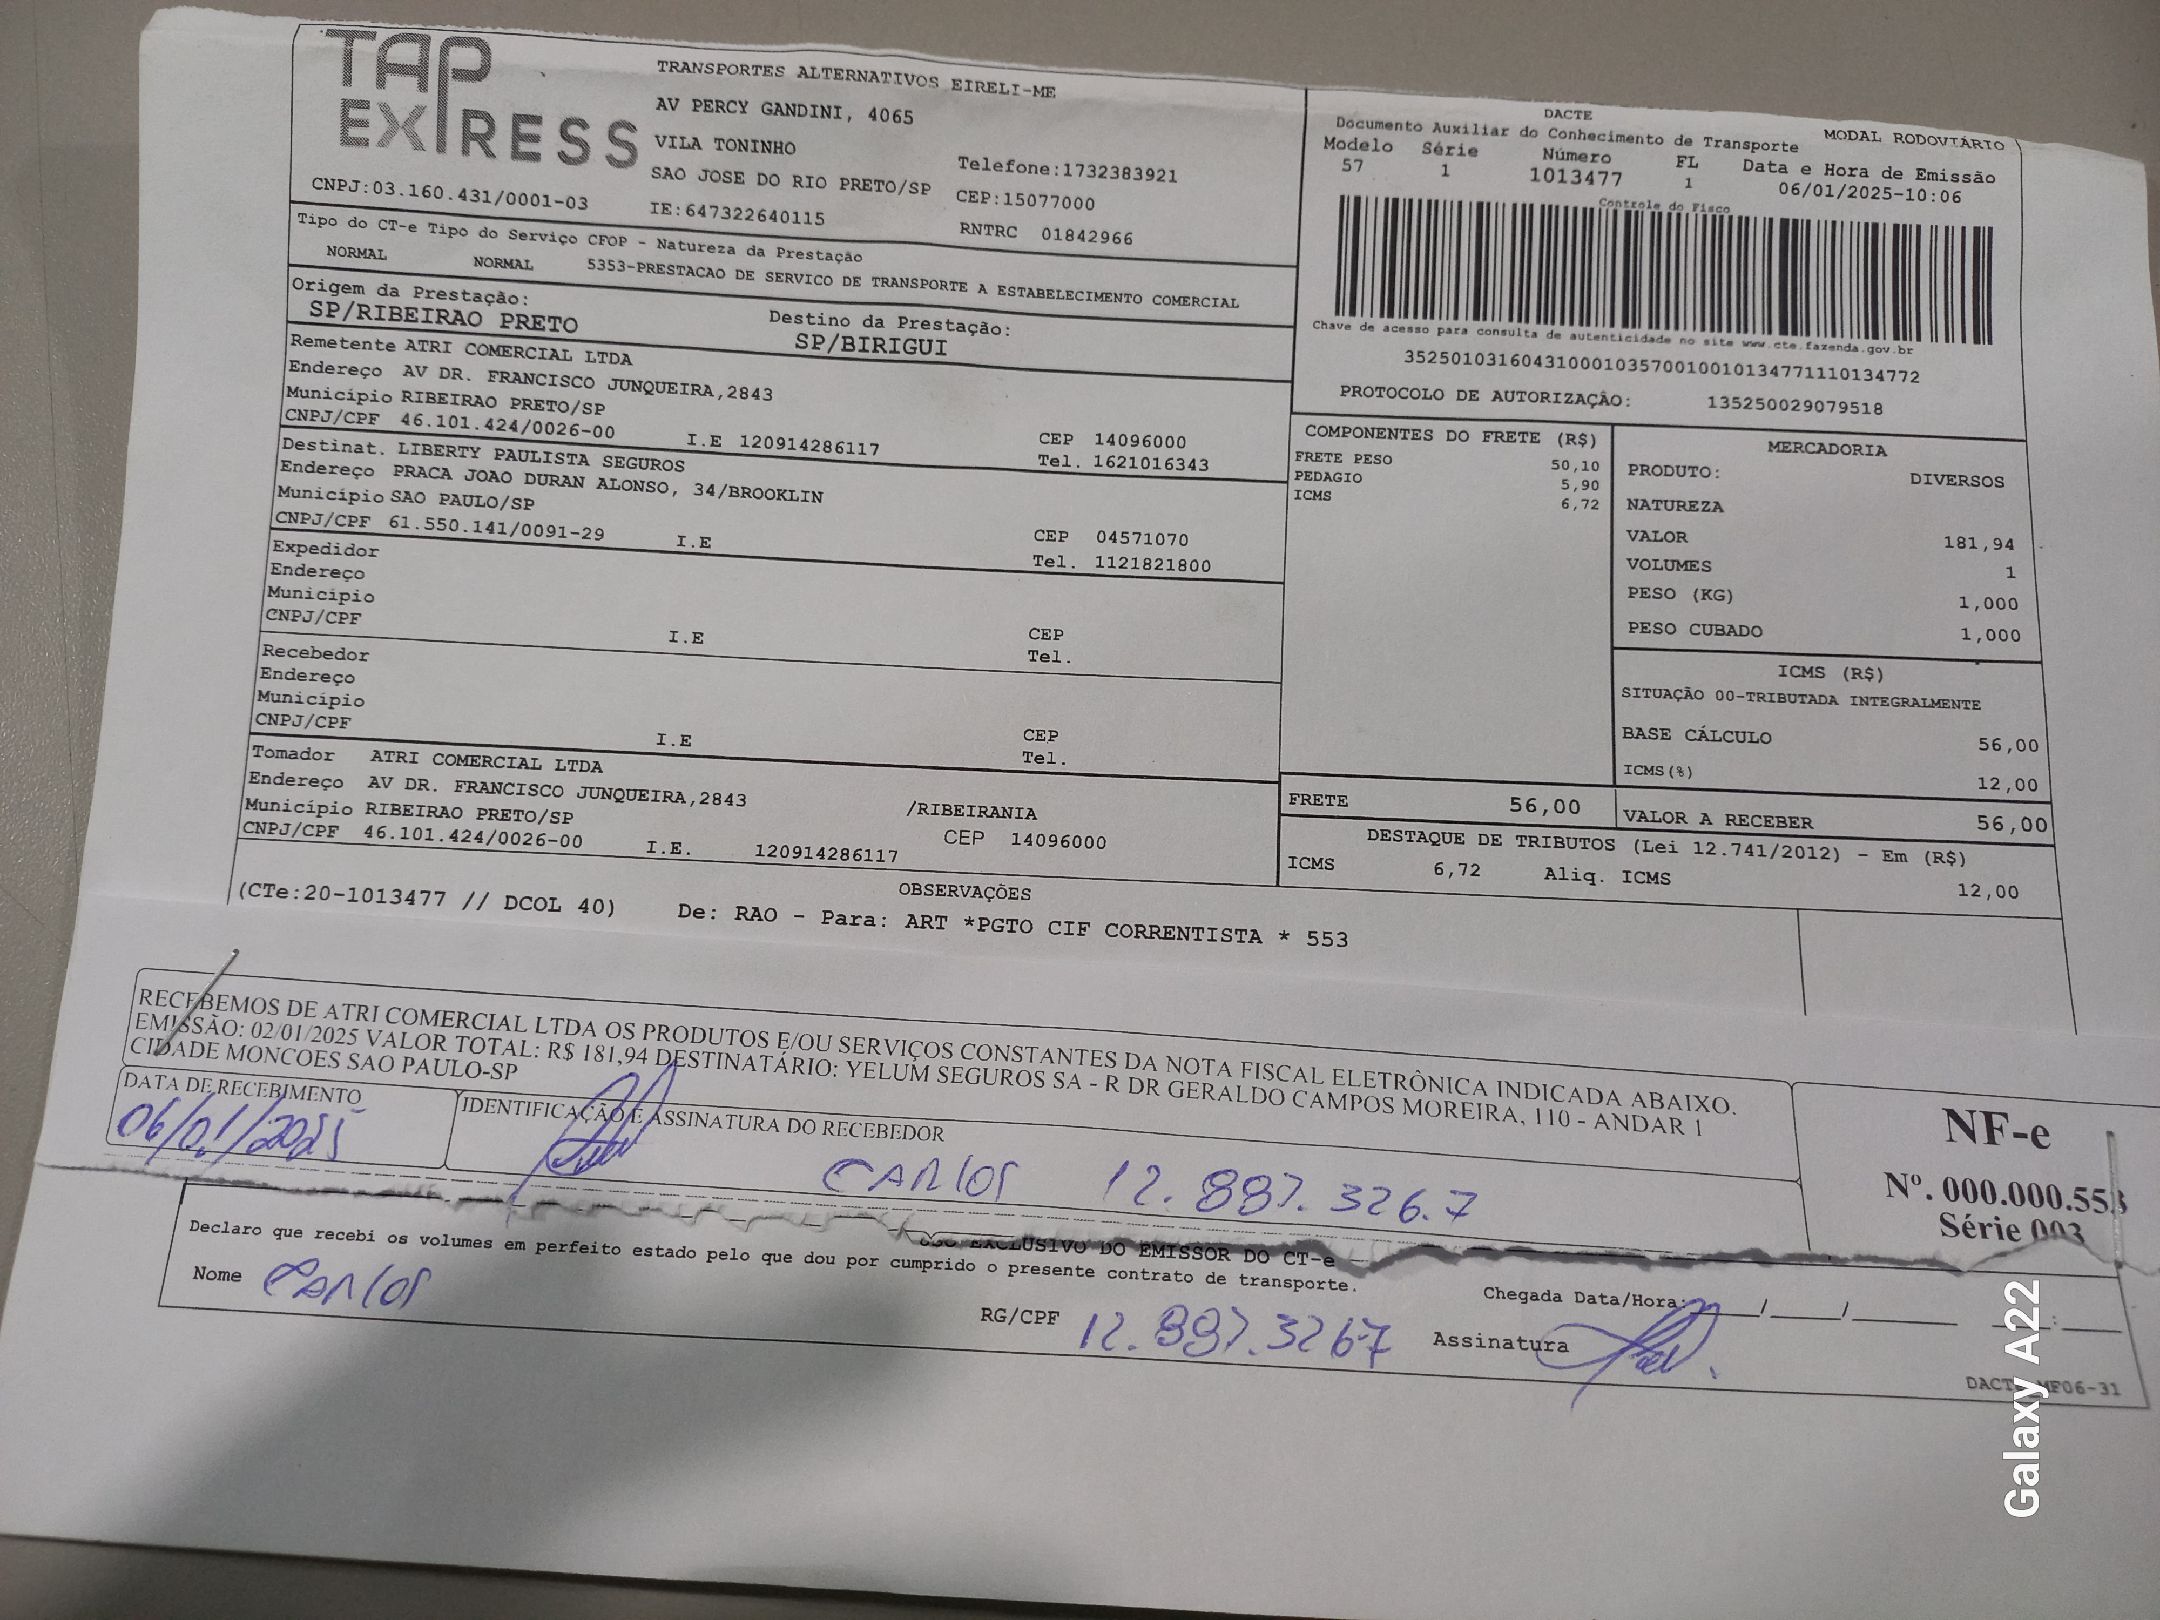 TAP EXPRESS
TRANSPORTES ALTERNATIVOS EIRELI-ME
AV PERCY GANDINI, 4065
VILA TONINHO
SAO JOSE DO RIO PRETO/SP
Telefone:1732383921
CEP:15077000
CNPJ:03.160.431/0001-03
IE:647322640115
RNTRC 01842966
DACTE
Documento Auxiliar do Conhecimento de Transporte
MODAL RODOVIÁRIO
Modelo Série Número FL Data e Hora de Emissão
57 1 1013477 1 06/01/2025-10:06
Controle do Fisco
Chave de acesso para consulta de autenticidade no site www.cte.fazenda.gov.br
35250103160431000103570010010134771110134772
PROTOCOLO DE AUTORIZAÇÃO: 135250029079518
Tipo do CT-e Tipo do Serviço CFOP - Natureza da Prestação
NORMAL NORMAL 5353-PRESTACAO DE SERVICO DE TRANSPORTE A ESTABELECIMENTO COMERCIAL
Origem da Prestação:
SP/RIBEIRAO PRETO
Destino da Prestação:
SP/BIRIGUI
Remetente ATRI COMERCIAL LTDA
Endereço AV DR. FRANCISCO JUNQUEIRA,2843
Município RIBEIRAO PRETO/SP
CEP 14096000
CNPJ/CPF 46.101.424/0026-00 I.E 120914286117
Tel. 1621016343
Destinat. LIBERTY PAULISTA SEGUROS
Endereço PRACA JOAO DURAN ALONSO, 34/BROOKLIN
Município SAO PAULO/SP
CEP 04571070
CNPJ/CPF 61.550.141/0091-29 I.E
Tel. 1121821800
Expedidor
Endereço
Município
CEP
CNPJ/CPF I.E
Tel.
Recebedor
Endereço
Município
CEP
CNPJ/CPF I.E
Tel.
Tomador ATRI COMERCIAL LTDA
Endereço AV DR. FRANCISCO JUNQUEIRA,2843 /RIBEIRANIA
Município RIBEIRAO PRETO/SP
CEP 14096000
CNPJ/CPF 46.101.424/0026-00 I.E. 120914286117
COMPONENTES DO FRETE (R$)
FRETE PESO 50,10
PEDAGIO 5,90
ICMS 6,72
MERCADORIA
PRODUTO: DIVERSOS
NATUREZA
VALOR 181,94
VOLUMES 1
PESO (KG) 1,000
PESO CUBADO 1,000
ICMS (R$)
SITUAÇÃO 00-TRIBUTADA INTEGRALMENTE
BASE CÁLCULO 56,00
ICMS(%) 12,00
FRETE 56,00
VALOR A RECEBER 56,00
DESTAQUE DE TRIBUTOS (Lei 12.741/2012) - Em (R$)
ICMS 6,72 Aliq. ICMS 12,00
OBSERVAÇÕES
(CTe:20-1013477 // DCOL 40) De: RAO - Para: ART *PGTO CIF CORRENTISTA * 553
RECEBEMOS DE ATRI COMERCIAL LTDA OS PRODUTOS E/OU SERVIÇOS CONSTANTES DA NOTA FISCAL ELETRÔNICA INDICADA ABAIXO.
EMISSÃO: 02/01/2025 VALOR TOTAL: R$ 181,94 DESTINATÁRIO: YELUM SEGUROS SA - R DR GERALDO CAMPOS MOREIRA, 110 - ANDAR 1
CIDADE MONCOES SAO PAULO-SP
DATA DE RECEBIMENTO
06/01/2025
IDENTIFICAÇÃO E ASSINATURA DO RECEBEDOR
CARLOS 12.887.326.7
NF-e
Nº. 000.000.553
Série 003
USO EXCLUSIVO DO EMISSOR DO CT-e
Declaro que recebi os volumes em perfeito estado pelo que dou por cumprido o presente contrato de transporte.
Nome CARLOS
RG/CPF 12.887.3267
Chegada Data/Hora: / / :
Assinatura
DACTE MF06-31
Galaxy A22